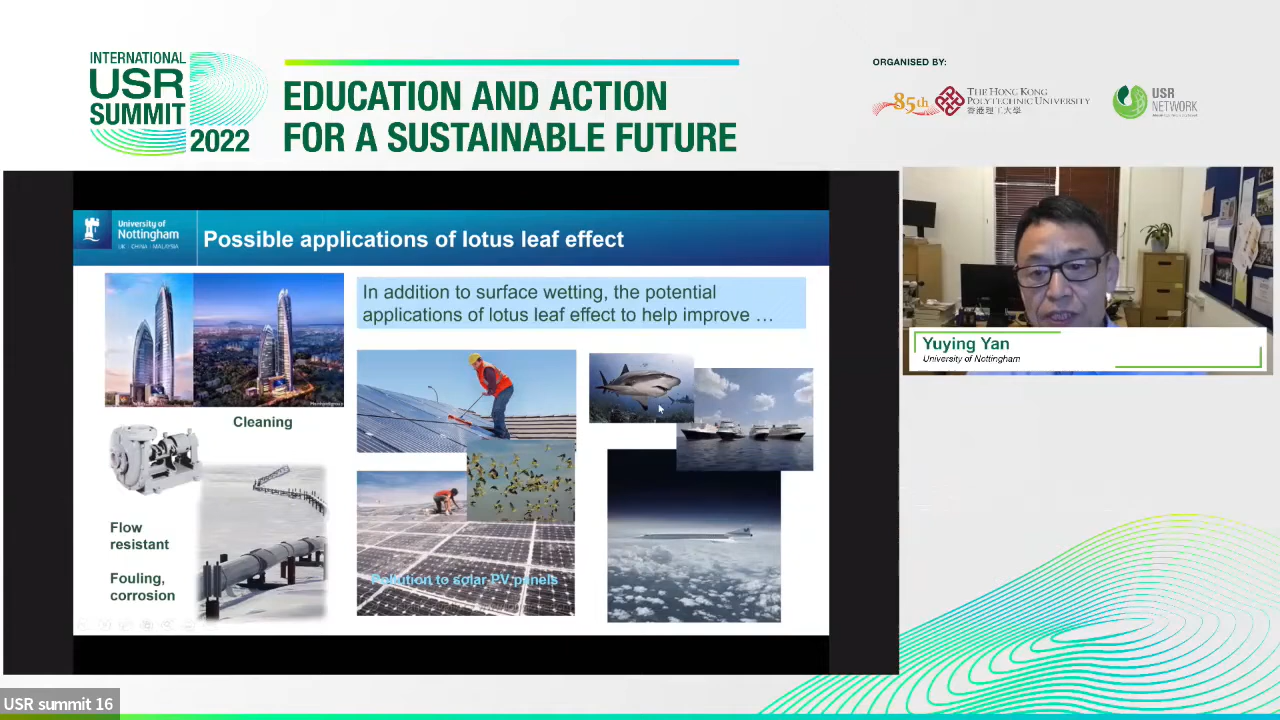 INTERNATIONAL
USR
SUMMIT
2022
EDUCATION AND ACTION
FOR A SUSTAINABLE FUTURE
ORGANISED BY:
85th
THE HONG KONG
POLYTECHNIC UNIVERSITY
香港理工大學
USR
NETWORK
University of
Nottingham
UK | CHINA | MALAYSIA
Possible applications of lotus leaf effect
In addition to surface wetting, the potential
applications of lotus leaf effect to help improve …
Cleaning
Flow
resistant
Fouling,
corrosion
Pollution to solar PV panels
Yuying Yan
University of Nottingham
USR summit 16